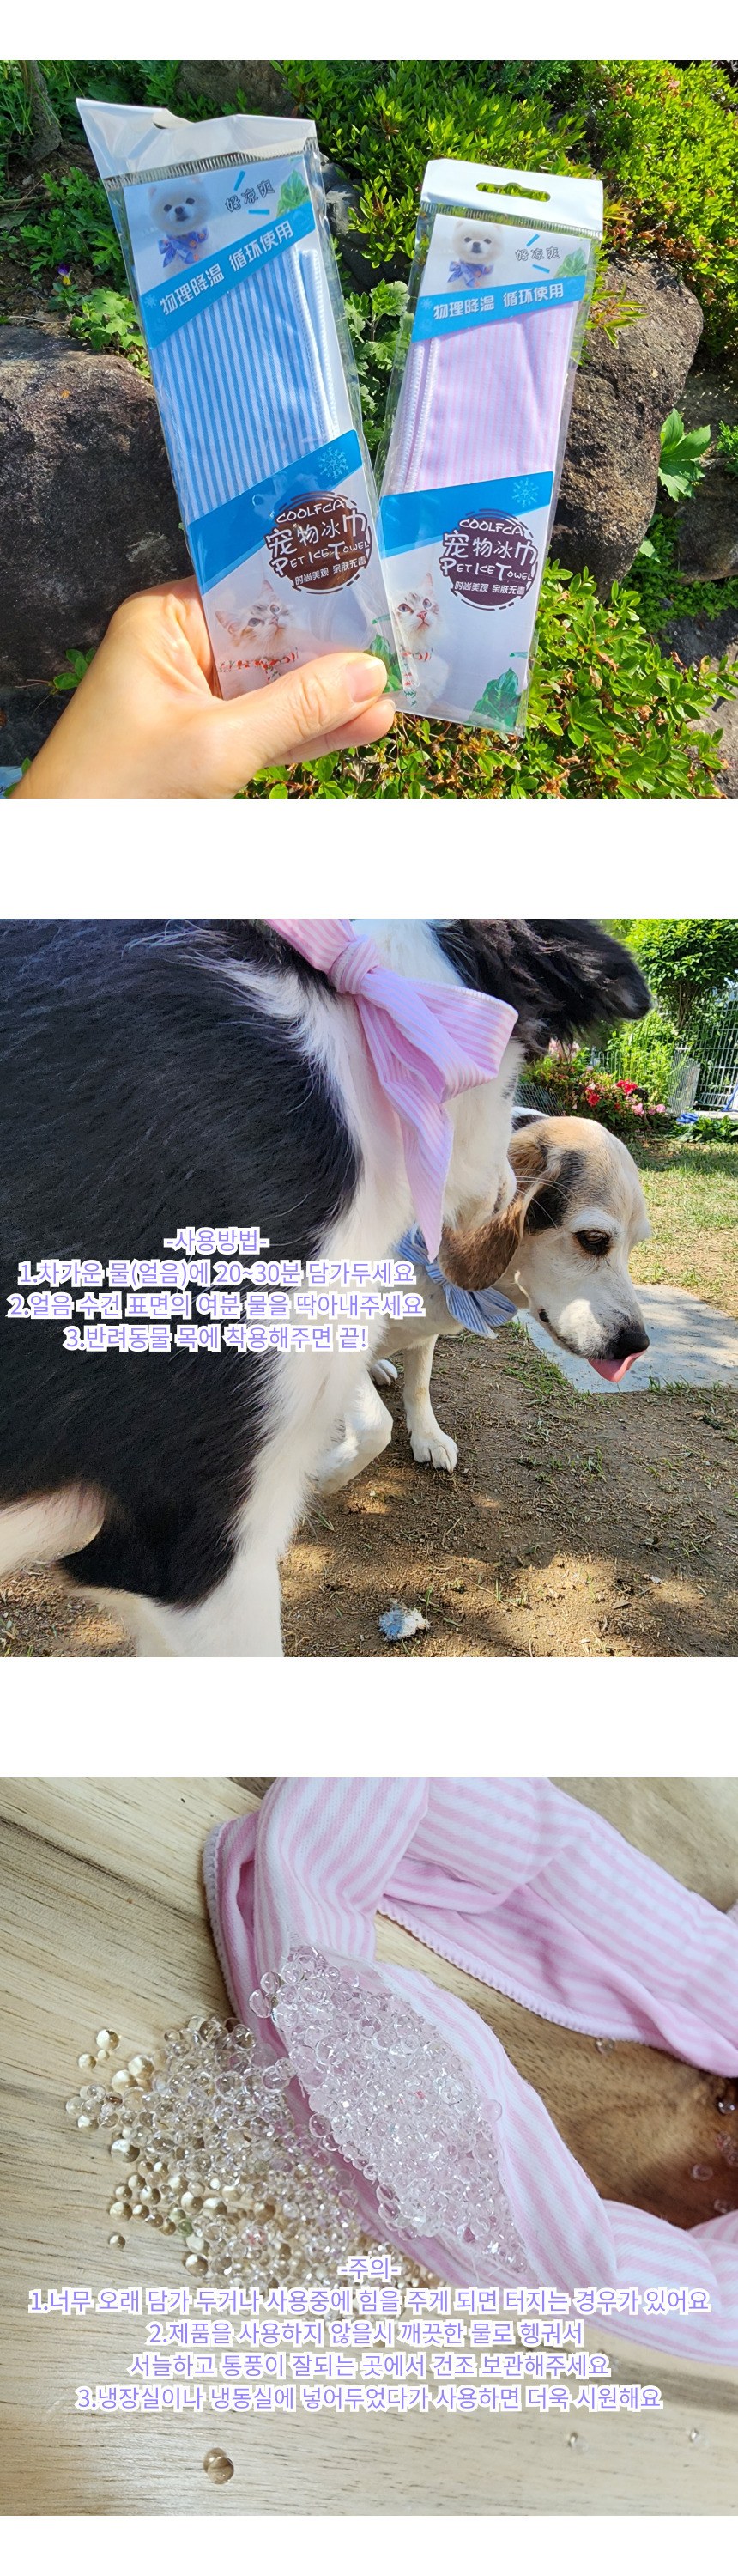 好凉爽
物理降温 循环使用
COOLFCA
宠物冰巾
PET ICE TOWEL
时尚美观 亲肤无毒
好凉爽
物理降温 循环使用
COOLFCA
宠物冰巾
PET ICE TOWEL
时尚美观 亲肤无毒
-사용방법-
1.차가운 물(얼음)에 20~30분 담가두세요
2.얼음 수건 표면의 여분 물을 딱아내주세요
3.반려동물 목에 착용해주면 끝!
-주의-
1.너무 오래 담가 두거나 사용중에 힘을 주게 되면 터지는 경우가 있어요
2.제품을 사용하지 않을시 깨끗한 물로 헹궈서
서늘하고 통풍이 잘되는 곳에서 건조 보관해주세요
3.냉장실이나 냉동실에 넣어두었다가 사용하면 더욱 시원해요